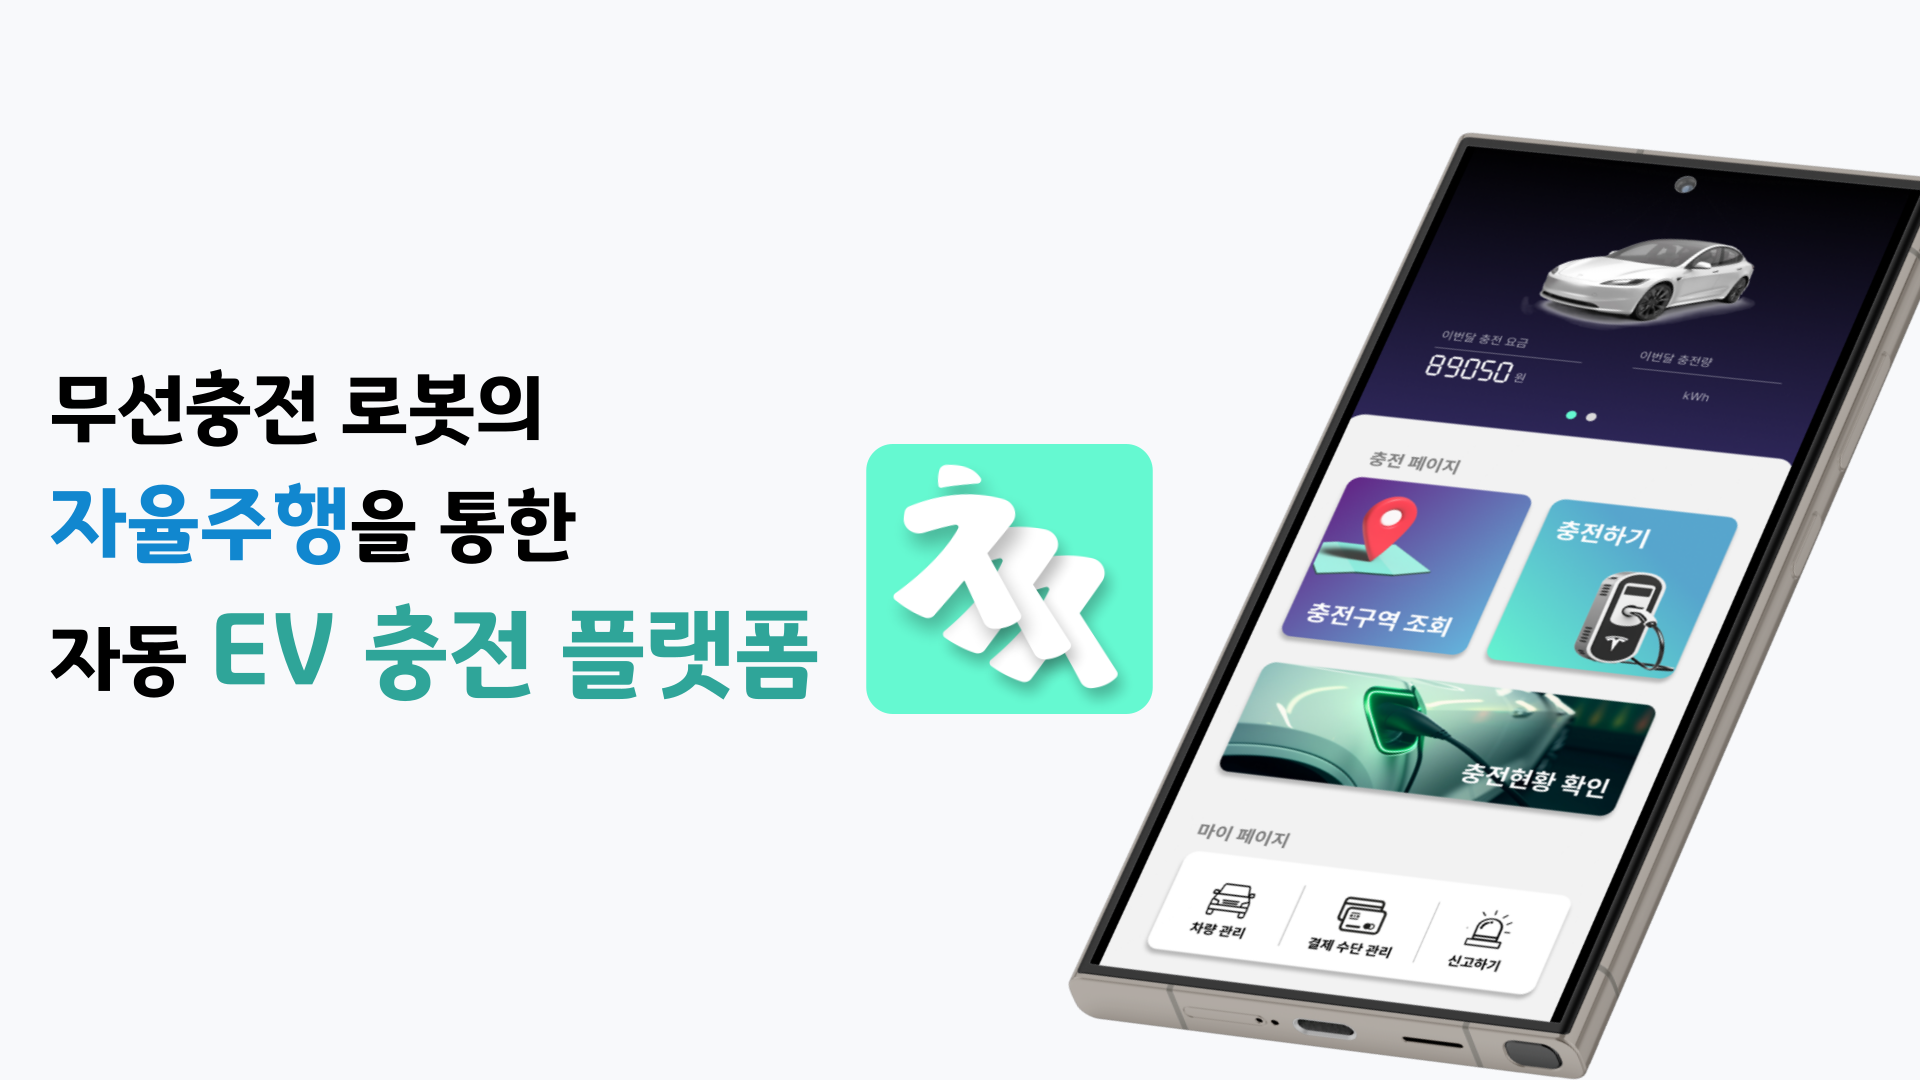 무선충전 로봇의
자율주행을 통한
자동 EV 충전 플랫폼
이번달 충전 요금
89050 원
이번달 충전량
kWh
충전 페이지
충전구역 조회
충전하기
충전현황 확인
마이 페이지
차량 관리
결제 수단 관리
신고하기